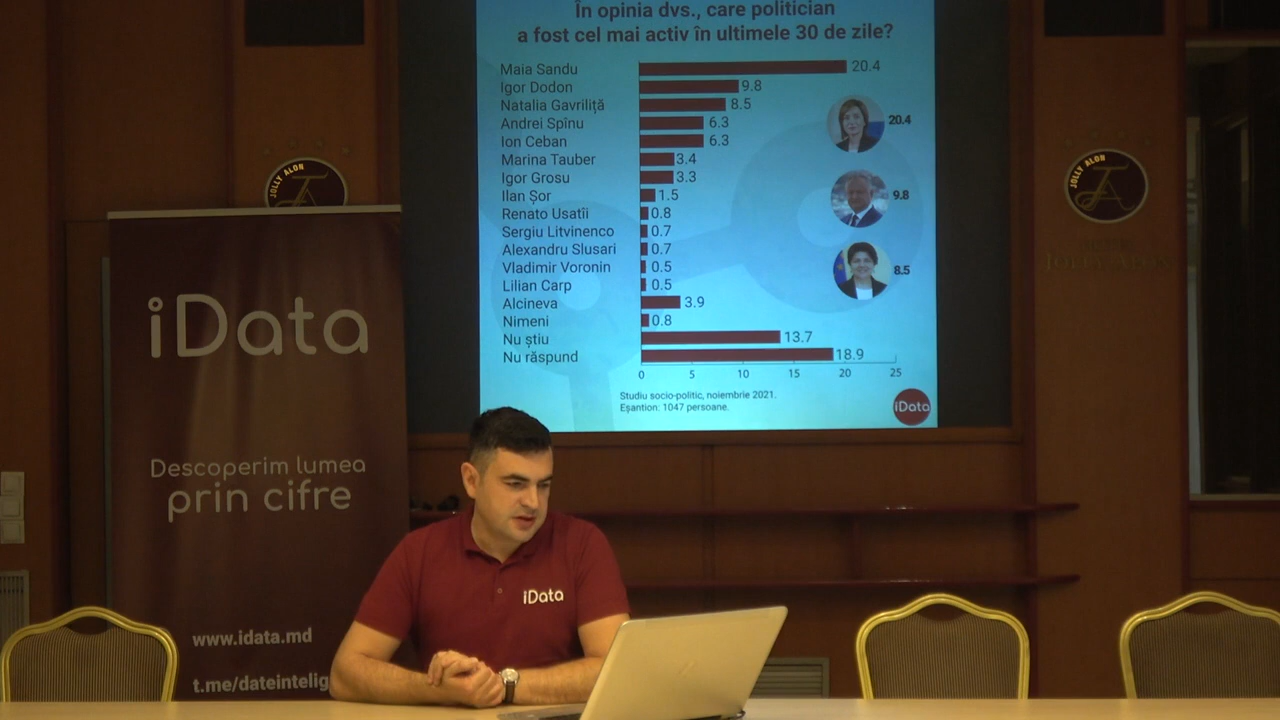 În opinia dvs., care politician
a fost cel mai activ în ultimele 30 de zile?
Maia Sandu 20.4
Igor Dodon 9.8
Natalia Gavriliță 8.5
Andrei Spînu 6.3
Ion Ceban 6.3
Marina Tauber 3.4
Igor Grosu 3.3
Ilan Șor 1.5
Renato Usatîi 0.8
Sergiu Litvinenco 0.7
Alexandru Slusari 0.7
Vladimir Voronin 0.5
Lilian Carp 0.5
Alcineva 3.9
Nimeni 0.8
Nu știu 13.7
Nu răspund 18.9
0 5 10 15 20 25
20.4
9.8
8.5
Studiu socio-politic, noiembrie 2021.
Eșantion: 1047 persoane.
iData
JOLLY ALON
JOLLY ALON
JOLLY ALON
iData
Descoperim lumea
prin cifre
www.idata.md
t.me/dateintelig
iData